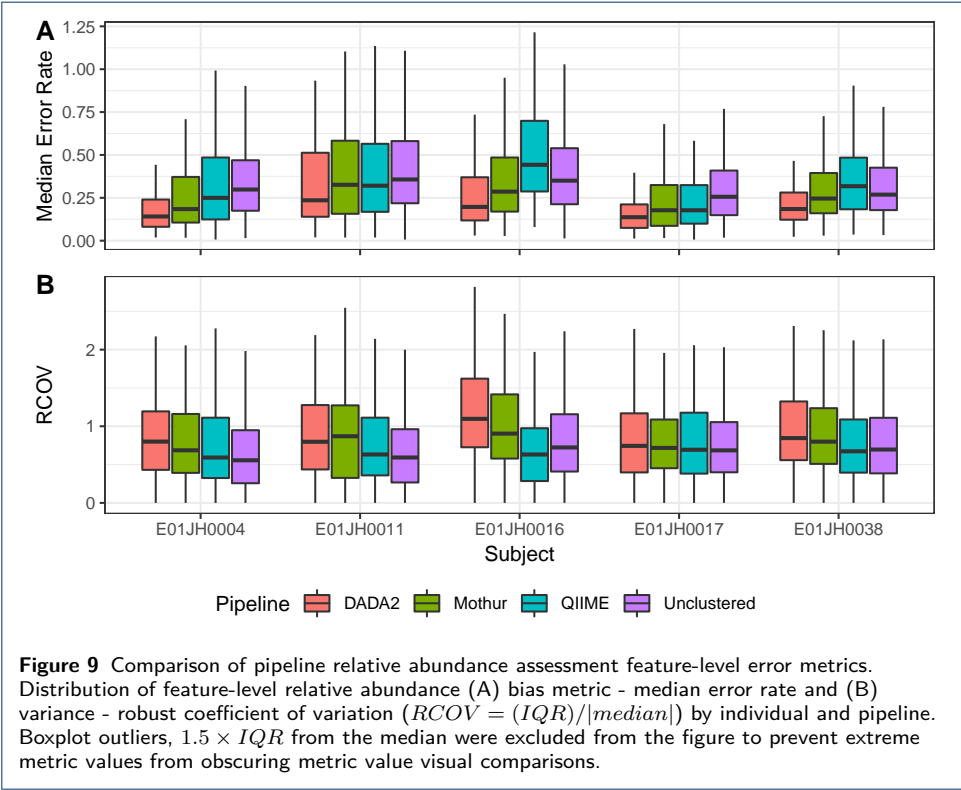 A
Median Error Rate
1.25
1.00
0.75
0.50
0.25
0.00
B
RCOV
2
1
0
E01JH0004 E01JH0011 E01JH0016 E01JH0017 E01JH0038
Subject
Pipeline DADA2 Mothur QIIME Unclustered
Figure 9 Comparison of pipeline relative abundance assessment feature-level error metrics.
Distribution of feature-level relative abundance (A) bias metric - median error rate and (B)
variance - robust coefficient of variation (RCOV = (IQR)/|median|) by individual and pipeline.
Boxplot outliers, 1.5 × IQR from the median were excluded from the figure to prevent extreme
metric values from obscuring metric value visual comparisons.